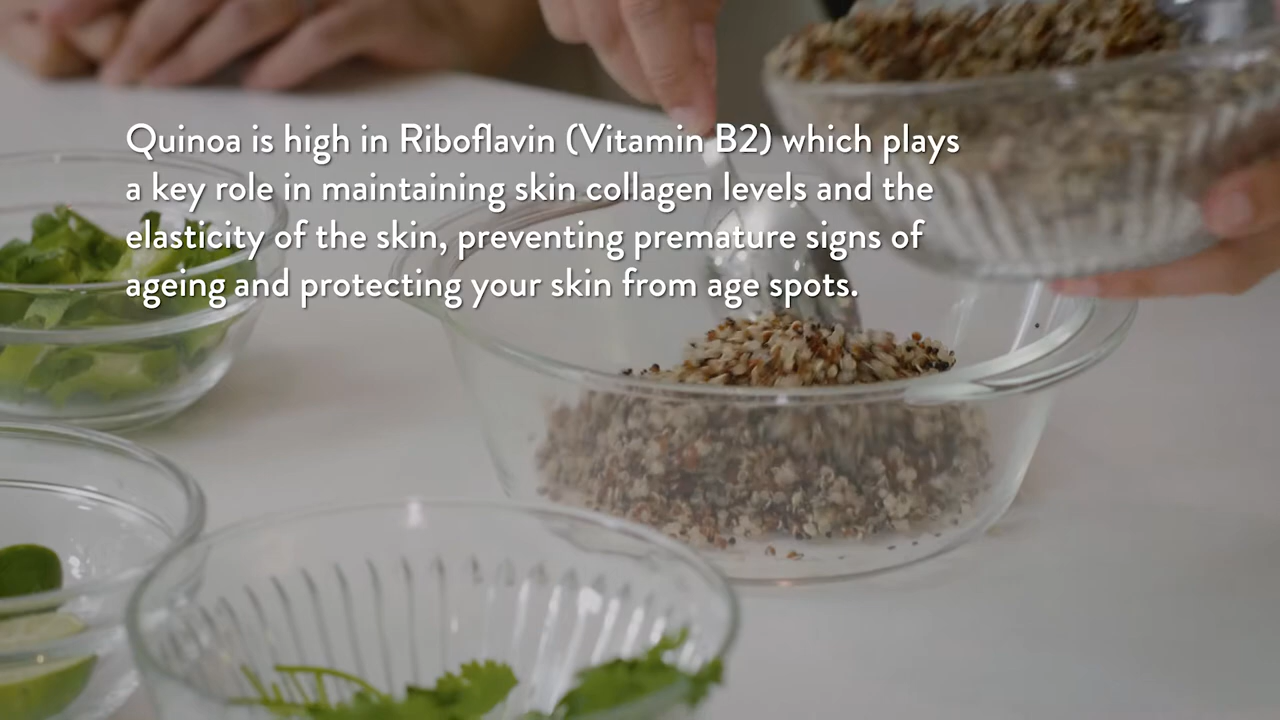 Quinoa is high in Riboflavin (Vitamin B2) which plays
a key role in maintaining skin collagen levels and the
elasticity of the skin, preventing premature signs of
ageing and protecting your skin from age spots.